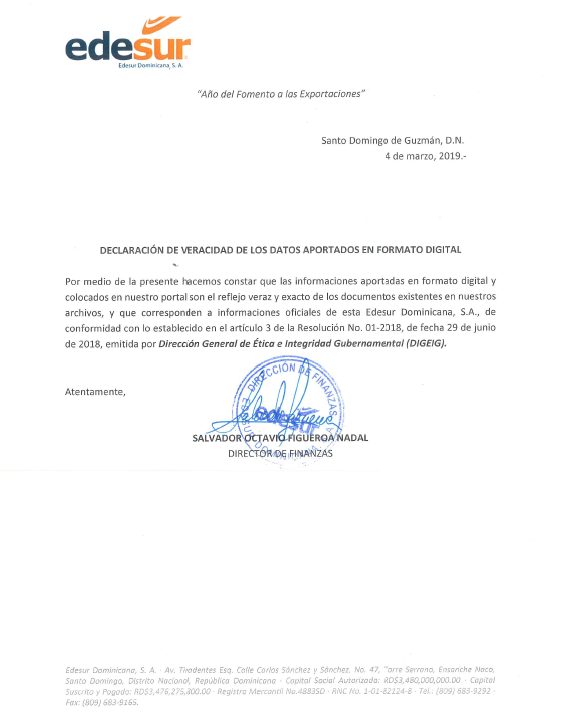 edesur
Edesur Dominicana, S. A.
"Año del Fomento a las Exportaciones"
Santo Domingo de Guzmán, D.N.
4 de marzo, 2019.-
DECLARACIÓN DE VERACIDAD DE LOS DATOS APORTADOS EN FORMATO DIGITAL
Por medio de la presente hacemos constar que las informaciones aportadas en formato digital y
colocados en nuestro portal son el reflejo veraz y exacto de los documentos existentes en nuestros
archivos, y que corresponden a informaciones oficiales de esta Edesur Dominicana, S.A., de
conformidad con lo establecido en el artículo 3 de la Resolución No. 01-2018, de fecha 29 de junio
de 2018, emitida por Dirección General de Ética e Integridad Gubernamental (DIGEIG).
Atentamente,
DIRECCIÓN DE FINANZAS
edesur
EDESUR DOMINICANA, S.A.
SALVADOR OCTAVIO FIGUEROA NADAL
DIRECTOR DE FINANZAS
Edesur Dominicana, S. A. - Av. Tiradentes Esq. Calle Carlos Sánchez y Sánchez, No. 47, Torre Serrano, Ensanche Naco,
Santo Domingo, Distrito Nacional, República Dominicana - Capital Social Autorizado: RD$3,480,000,000.00 - Capital
Suscrito y Pagado: RD$3,476,275,300.00 - Registro Mercantil No.48835D - RNC No. 1-01-82124-8 - Tel.: (809) 683-9292 -
Fax: (809) 683-9165.